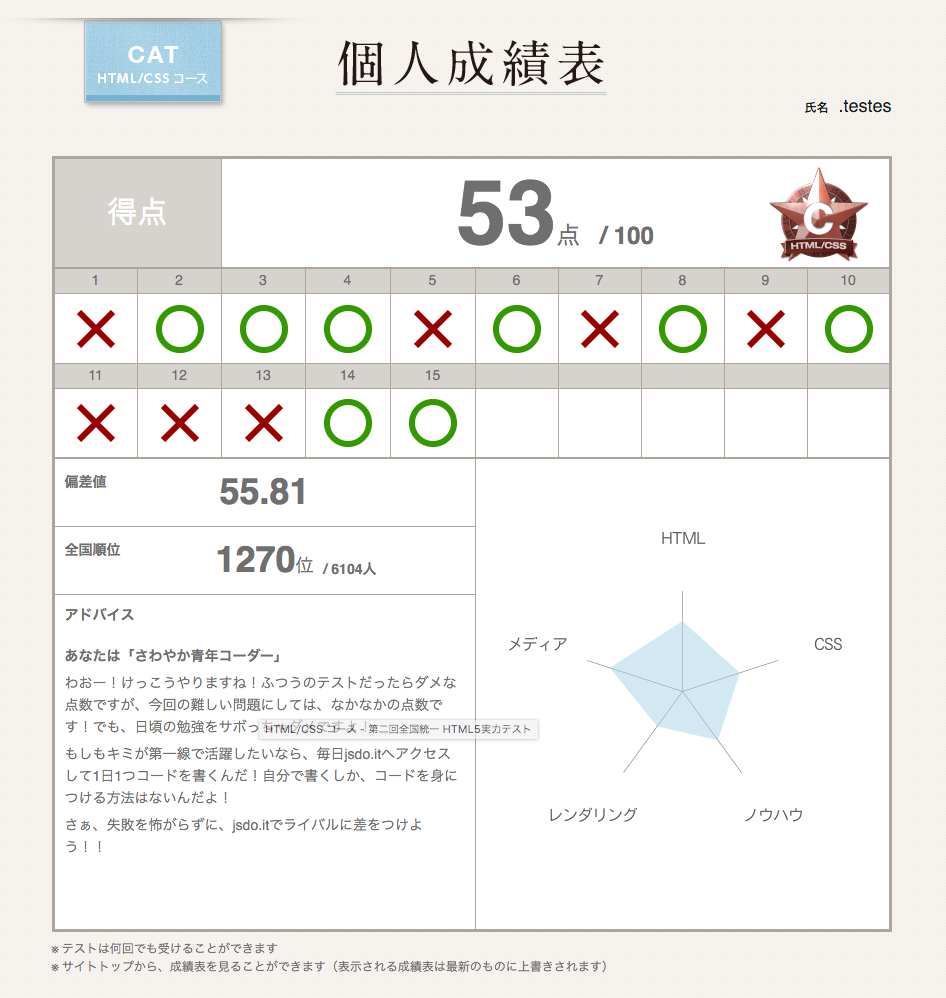 CAT
HTML/CSS コース
個人成績表
氏名 .testes
得点
53点 / 100
C
HTML/CSS
1 2 3 4 5 6 7 8 9 10
11 12 13 14 15
偏差値
55.81
全国順位
1270位 / 6104人
アドバイス
あなたは「さわやか青年コーダー」
わおー！けっこうやりますね！ふつうのテストだったらダメな
点数ですが、今回の難しい問題にしては、なかなかの点数で
す！でも、日頃の勉強をサボっ
HTML/CSS コース - 第二回全国統一 HTML5実力テスト
もしもキミが第一線で活躍したいなら、毎日jsdo.itへアクセス
して1日1つコードを書くんだ！自分で書くしか、コードを身に
つける方法はないんだよ！
さぁ、失敗を怖がらずに、jsdo.itでライバルに差をつけよ
う！！
HTML
CSS
ノウハウ
レンダリング
メディア
※ テストは何回でも受けることができます
※ サイトトップから、成績表を見ることができます（表示される成績表は最新のものに上書きされます）